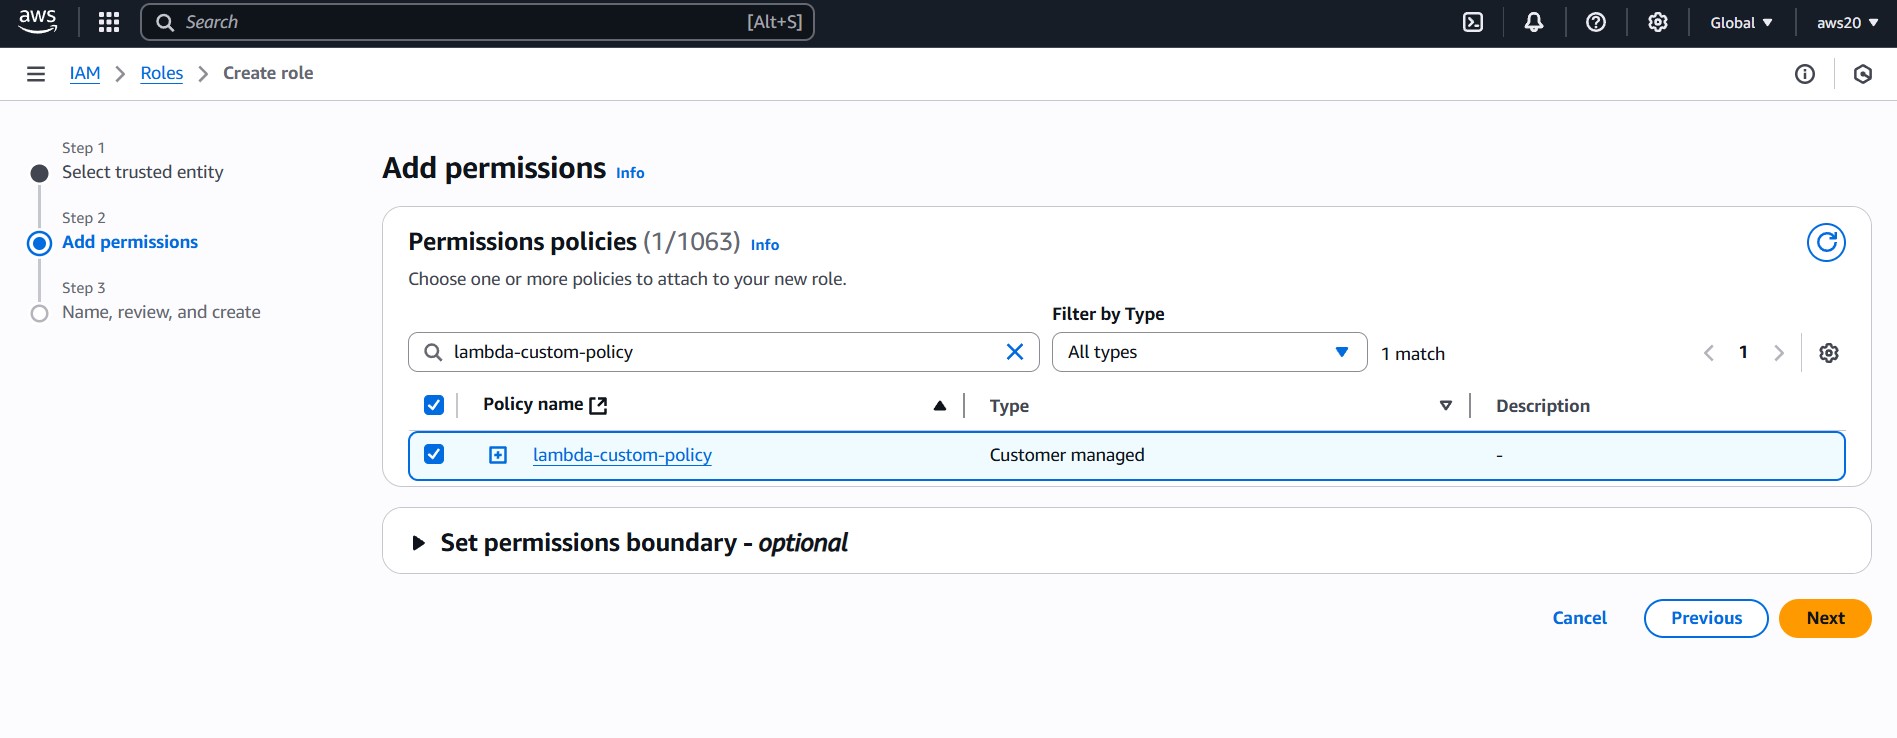 aws
Search [Alt+S]
Global
aws20
IAM
Roles
Create role
Step 1
Select trusted entity
Step 2
Add permissions
Step 3
Name, review, and create
Add permissions Info
Permissions policies (1/1063) Info
Choose one or more policies to attach to your new role.
Filter by Type
lambda-custom-policy
All types
1 match
1
Policy name
Type
Description
lambda-custom-policy
Customer managed
-
Set permissions boundary - optional
Cancel
Previous
Next